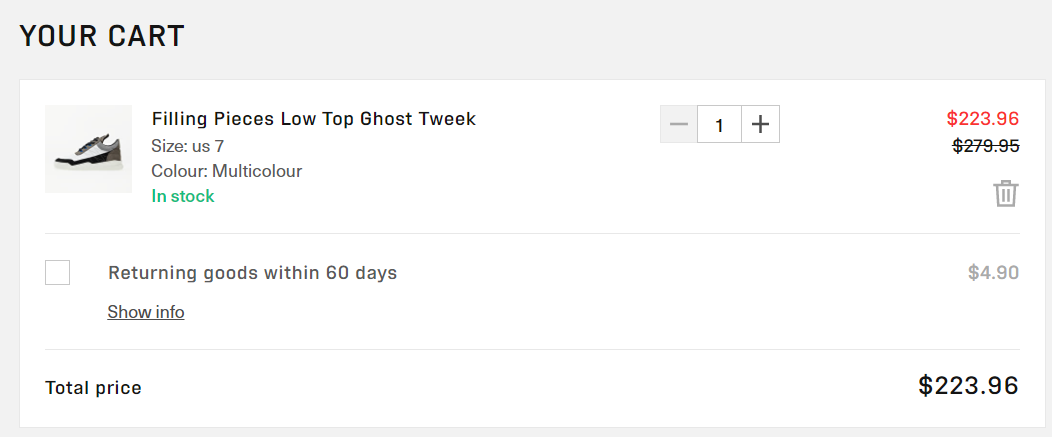 YOUR CART
Filling Pieces Low Top Ghost Tweek
1
$223.96
Size: us 7
$279.95
Colour: Multicolour
In stock
Returning goods within 60 days
$4.90
Show info
Total price
$223.96